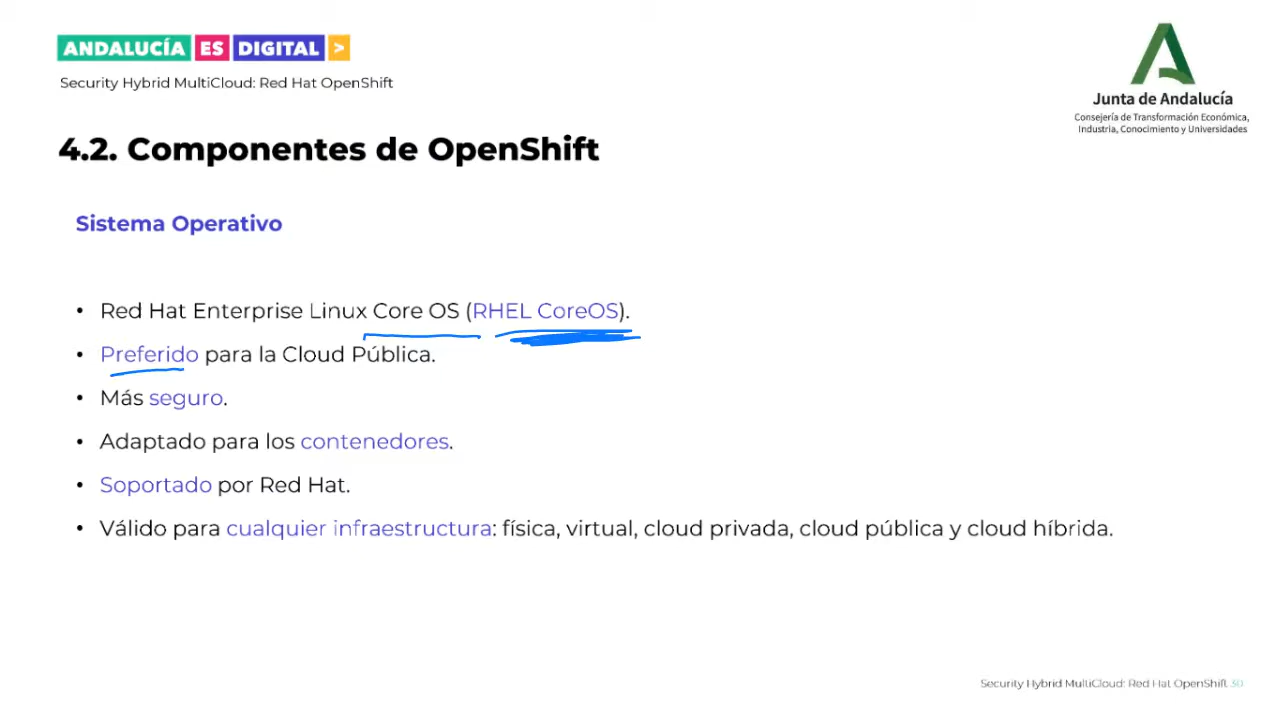 ANDALUCÍA ES DIGITAL >
Security Hybrid MultiCloud: Red Hat OpenShift
Junta de Andalucía
Consejería de Transformación Económica,
Industria, Conocimiento y Universidades
4.2. Componentes de OpenShift
Sistema Operativo
• Red Hat Enterprise Linux Core OS (RHEL CoreOS).
• Preferido para la Cloud Pública.
• Más seguro.
• Adaptado para los contenedores.
• Soportado por Red Hat.
• Válido para cualquier infraestructura: física, virtual, cloud privada, cloud pública y cloud híbrida.
Security Hybrid MultiCloud: Red Hat OpenShift 30